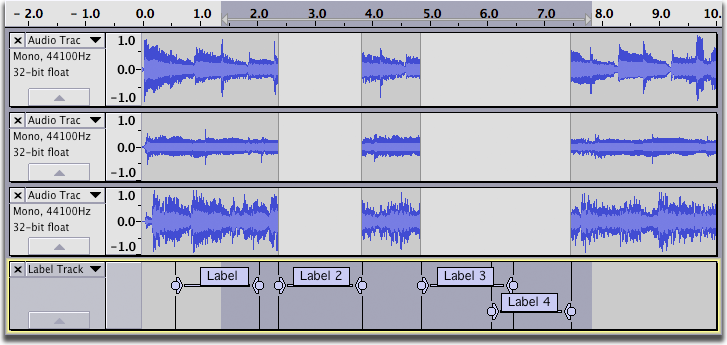 - 2.0 -1.0 0.0 1.0 2.0 3.0 4.0 5.0 6.0 7.0 8.0 9.0 10.0
Audio Trac
Mono, 44100Hz
32-bit float
1.0
0.0
-1.0
Audio Trac
Mono, 44100Hz
32-bit float
1.0
0.0
-1.0
Audio Trac
Mono, 44100Hz
32-bit float
1.0
0.0
-1.0
Label Track
Label Label 2 Label 3
Label 4